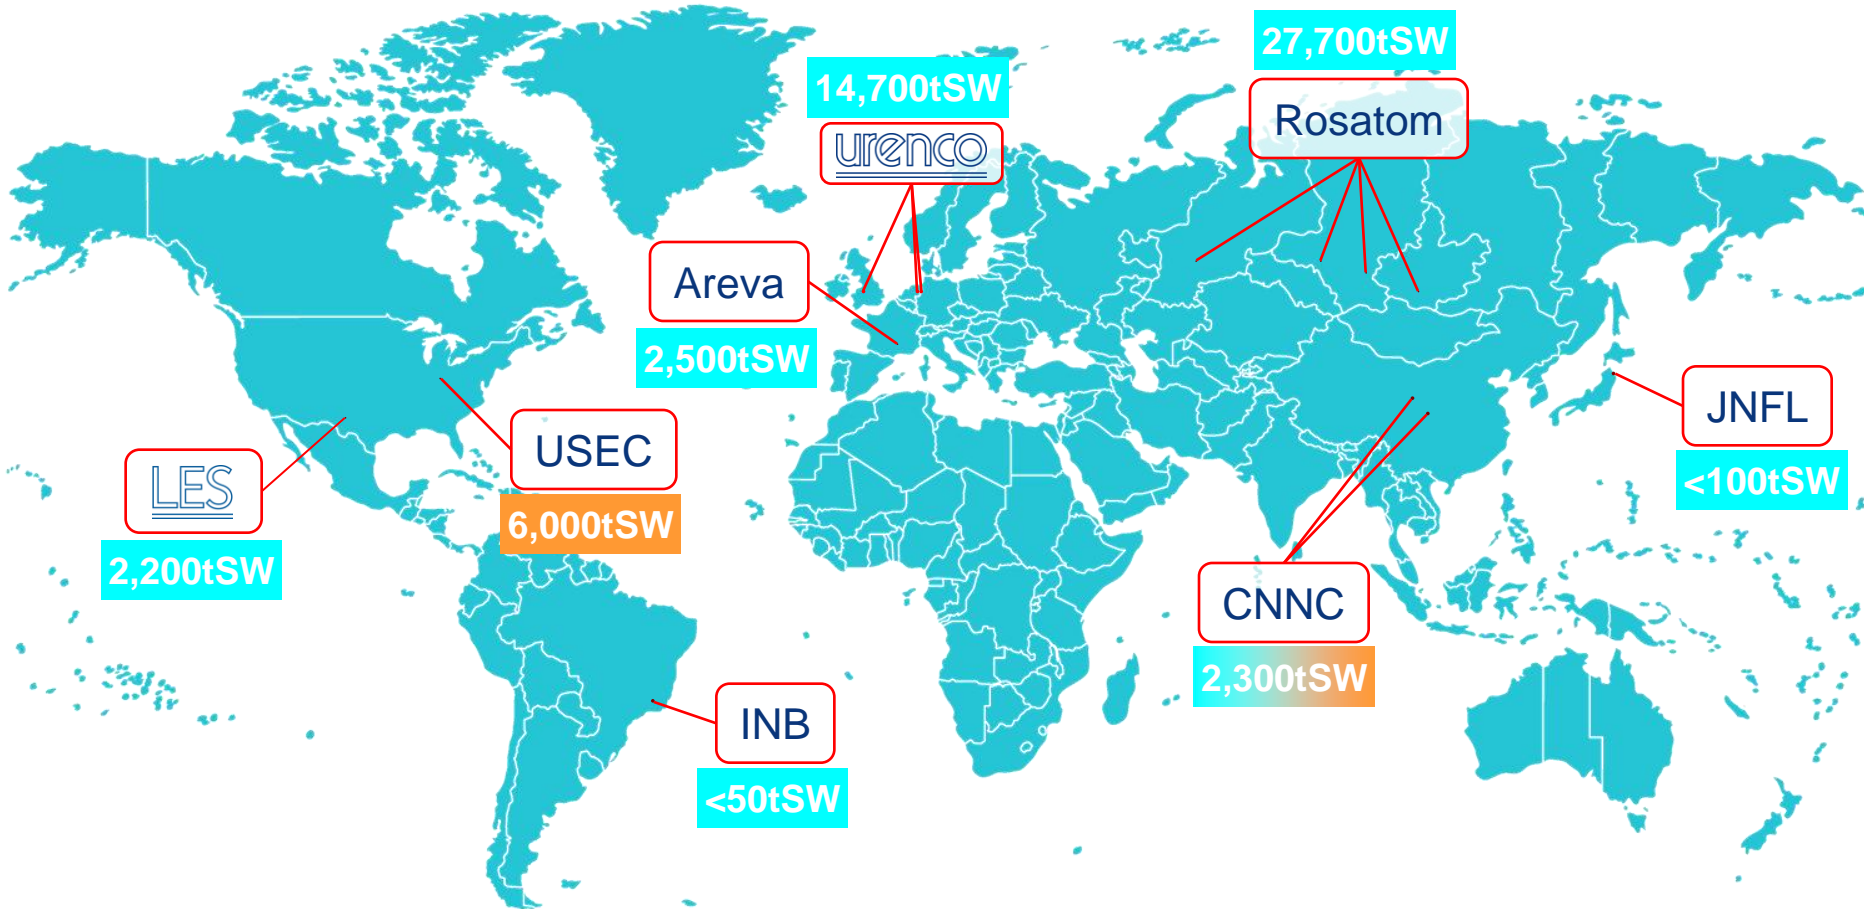 27,700tSW
Rosatom
14,700tSW
urenco
Areva
2,500tSW
USEC
6,000tSW
LES
2,200tSW
JNFL
<100tSW
CNNC
2,300tSW
INB
<50tSW